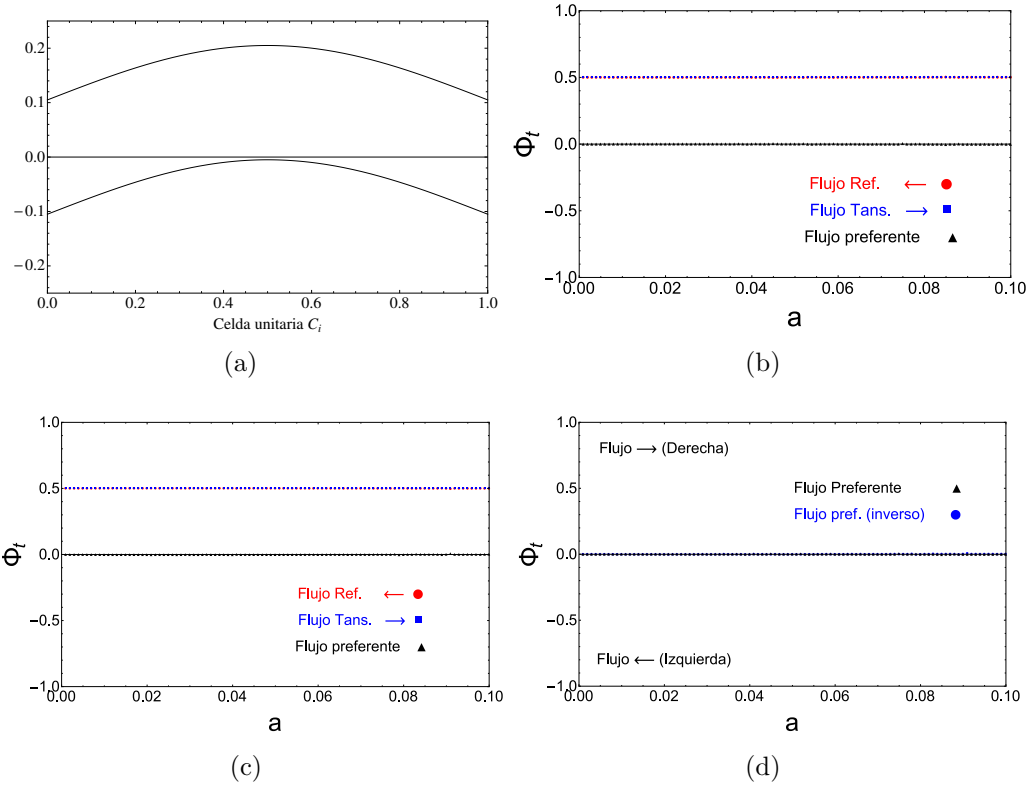 0.2
0.1
0.0
−0.1
−0.2
0.0 0.2 0.4 0.6 0.8 1.0
Celda unitaria C_i
(a)
1.0
0.5
0.0
−0.5
−1.0
Φ_t
Flujo Ref. ←
Flujo Tans. →
Flujo preferente
0.00 0.02 0.04 0.06 0.08 0.10
a
(b)
1.0
0.5
0.0
−0.5
−1.0
Φ_t
Flujo Ref. ←
Flujo Tans. →
Flujo preferente
0.00 0.02 0.04 0.06 0.08 0.10
a
(c)
1.0
0.5
0.0
−0.5
−1.0
Φ_t
Flujo → (Derecha)
Flujo Preferente
Flujo pref. (inverso)
Flujo ← (Izquierda)
0.00 0.02 0.04 0.06 0.08 0.10
a
(d)